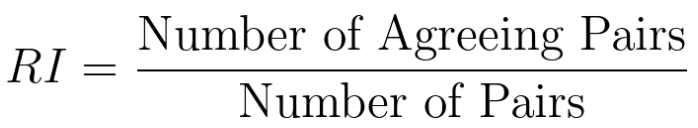 RI = Number of Agreeing Pairs
Number of Pairs